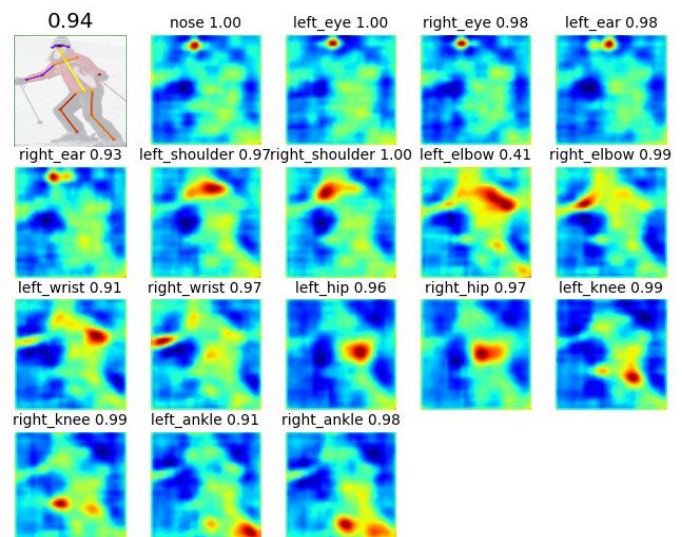 0.94 nose 1.00 left_eye 1.00 right_eye 0.98 left_ear 0.98
right_ear 0.93 left_shoulder 0.97 right_shoulder 1.00 left_elbow 0.41 right_elbow 0.99
left_wrist 0.91 right_wrist 0.97 left_hip 0.96 right_hip 0.97 left_knee 0.99
right_knee 0.99 left_ankle 0.91 right_ankle 0.98